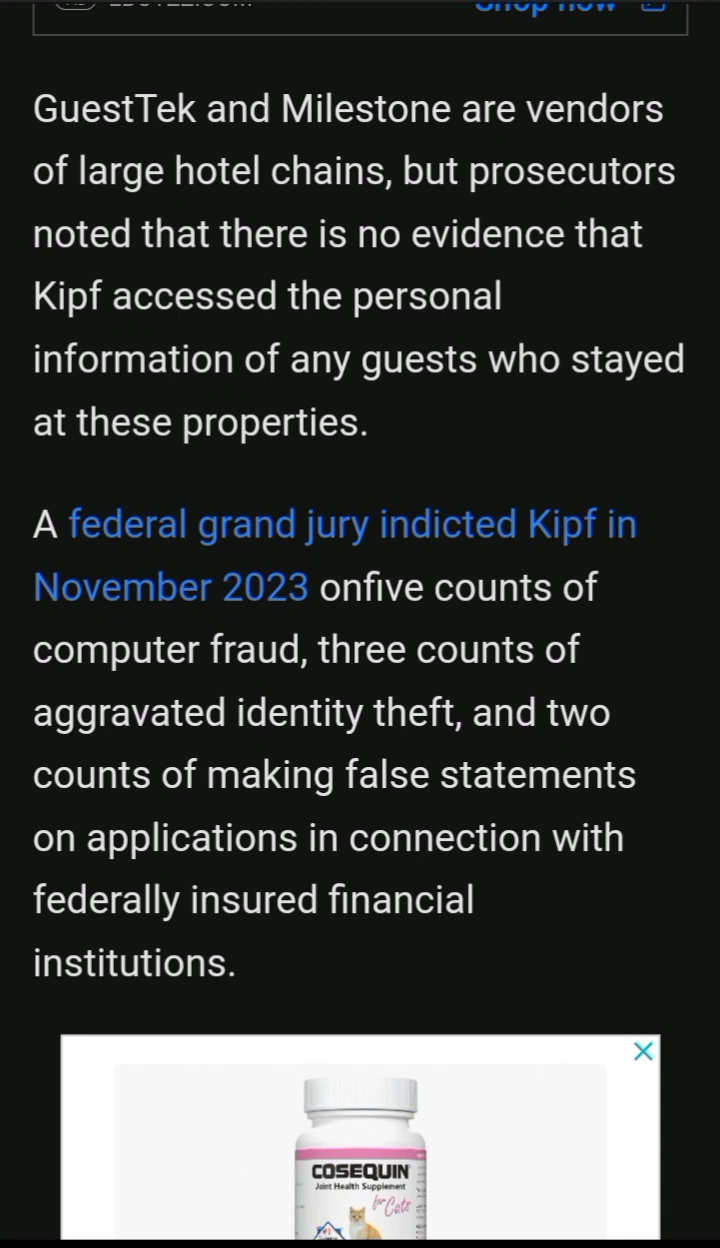 Shop now
GuestTek and Milestone are vendors
of large hotel chains, but prosecutors
noted that there is no evidence that
Kipf accessed the personal
information of any guests who stayed
at these properties.
A federal grand jury indicted Kipf in
November 2023 onfive counts of
computer fraud, three counts of
aggravated identity theft, and two
counts of making false statements
on applications in connection with
federally insured financial
institutions.
COSEQUIN
Joint Health Supplement
for Cats
#1